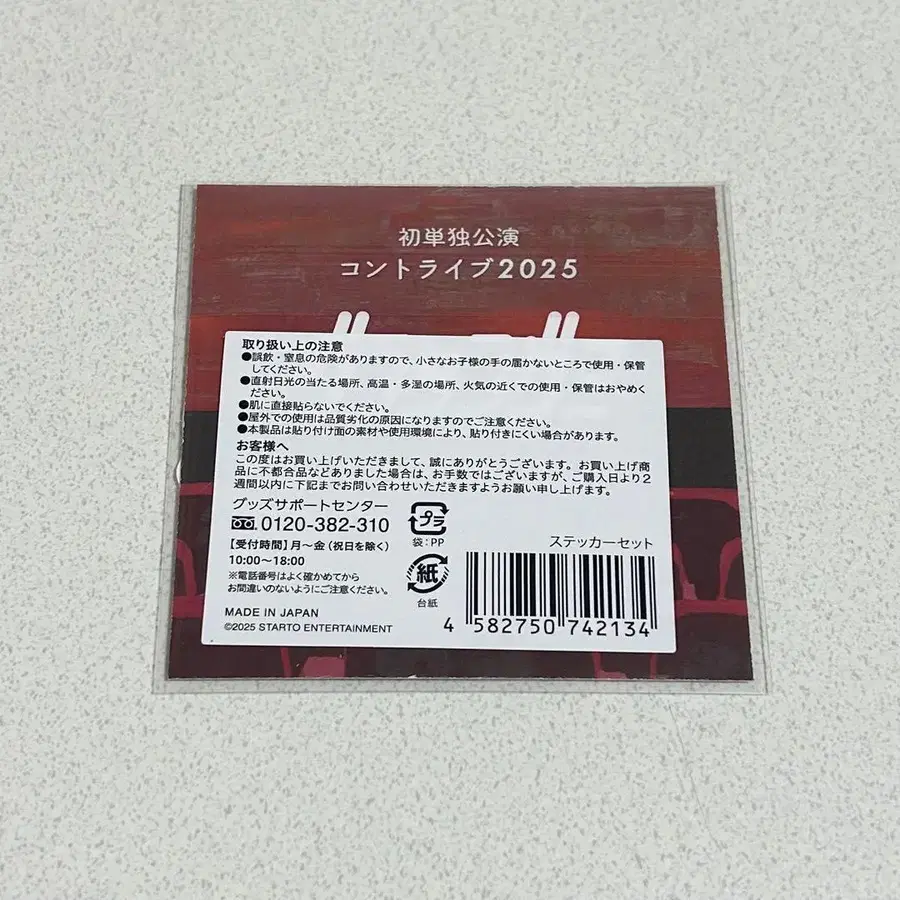 初単独公演
コントライブ2025
取り扱い上の注意
●誤飲・窒息の危険がありますので、小さなお子様の手の届かないところで使用・保管
してください。
●直射日光の当たる場所、高温・多湿の場所、火気の近くでの使用・保管はおやめく
ださい。
●肌に直接貼らないでください。
●屋外での使用は品質劣化の原因になりますのでご注意ください。
●本製品は貼り付け面の素材や使用環境により、貼り付きにくい場合があります。
お客様へ
この度はお買い上げいただきまして、誠にありがとうございます。お買い上げ商
品に不都合品などありました場合は、お手数ではございますが、ご購入日より2
週間以内に下記までお問い合わせいただきますようお願い申し上げます。
グッズサポートセンター
0120-382-310
【受付時間】月〜金(祝日を除く)
10:00〜18:00
※電話番号はよく確かめてから
お間違いのないようにご注意ください。
MADE IN JAPAN
©2025 STARTO ENTERTAINMENT
プラ
袋:PP
紙
台紙
ステッカーセット
4 582750 742134